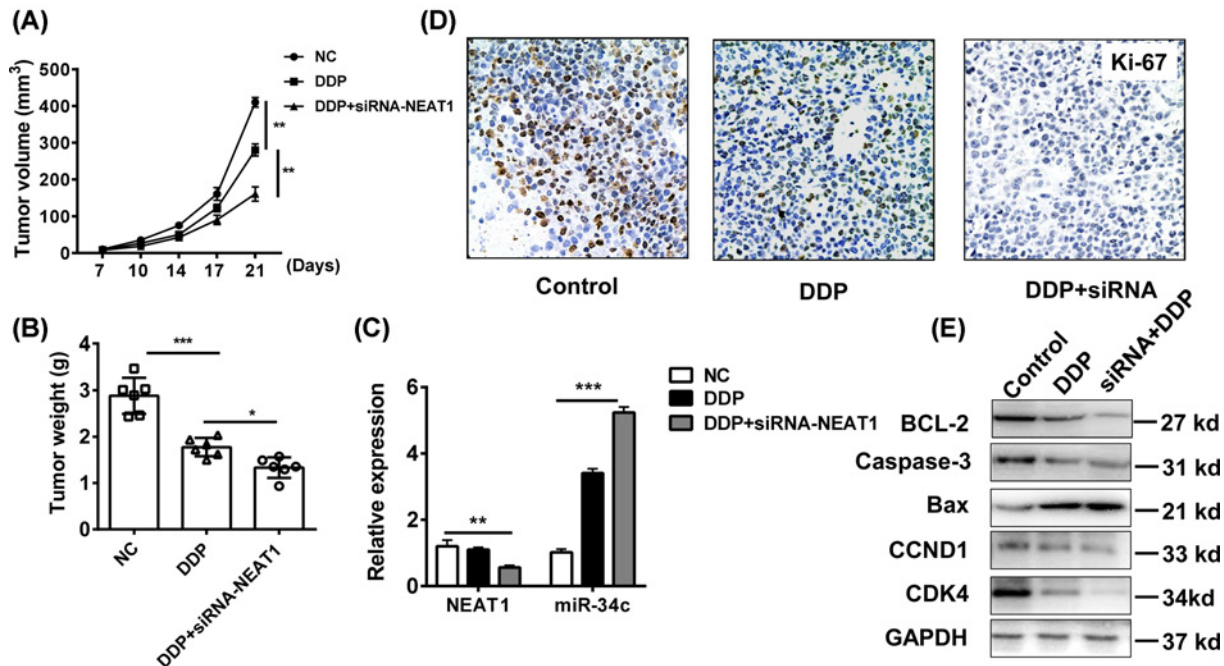 (A)
NC
DDP
DDP+siRNA-NEAT1
Tumor volume (mm³)
500
400
300
200
100
0
**
**
7 10 14 17 21 (Days)
(D)
Ki-67
Control DDP DDP+siRNA
(B)
Tumor weight (g)
4
3
2
1
0
***
*
NC
DDP
DDP+siRNA-NEAT1
(C)
Relative expression
6
4
2
0
**
***
NEAT1 miR-34c
NC
DDP
DDP+siRNA-NEAT1
(E)
Control DDP siRNA+DDP
BCL-2 27 kd
Caspase-3 31 kd
Bax 21 kd
CCND1 33 kd
CDK4 34kd
GAPDH 37 kd